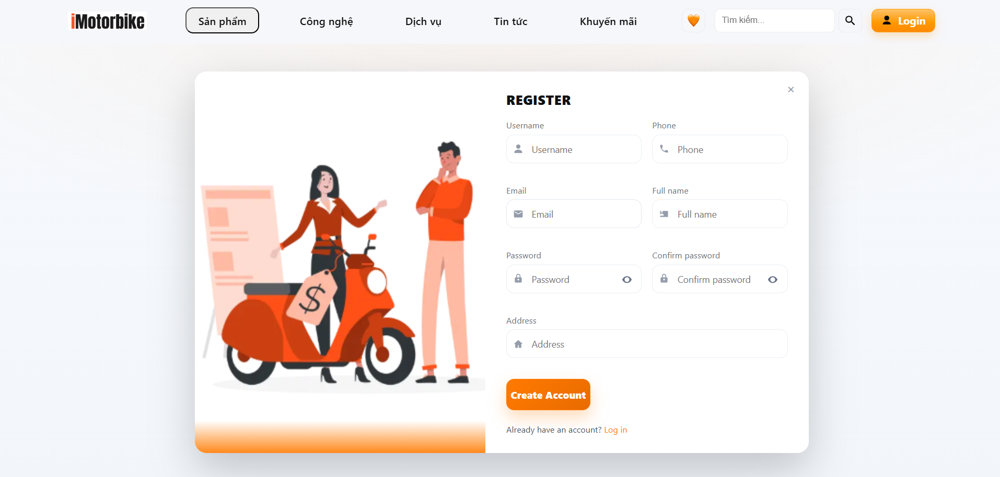 iMotorbike
Sản phẩm
Công nghệ
Dịch vụ
Tin tức
Khuyến mãi
Tìm kiếm...
Login
REGISTER
Username
Phone
Username
Phone
Email
Full name
Email
Full name
Password
Confirm password
Password
Confirm password
Address
Address
$
Create Account
Already have an account? Log in